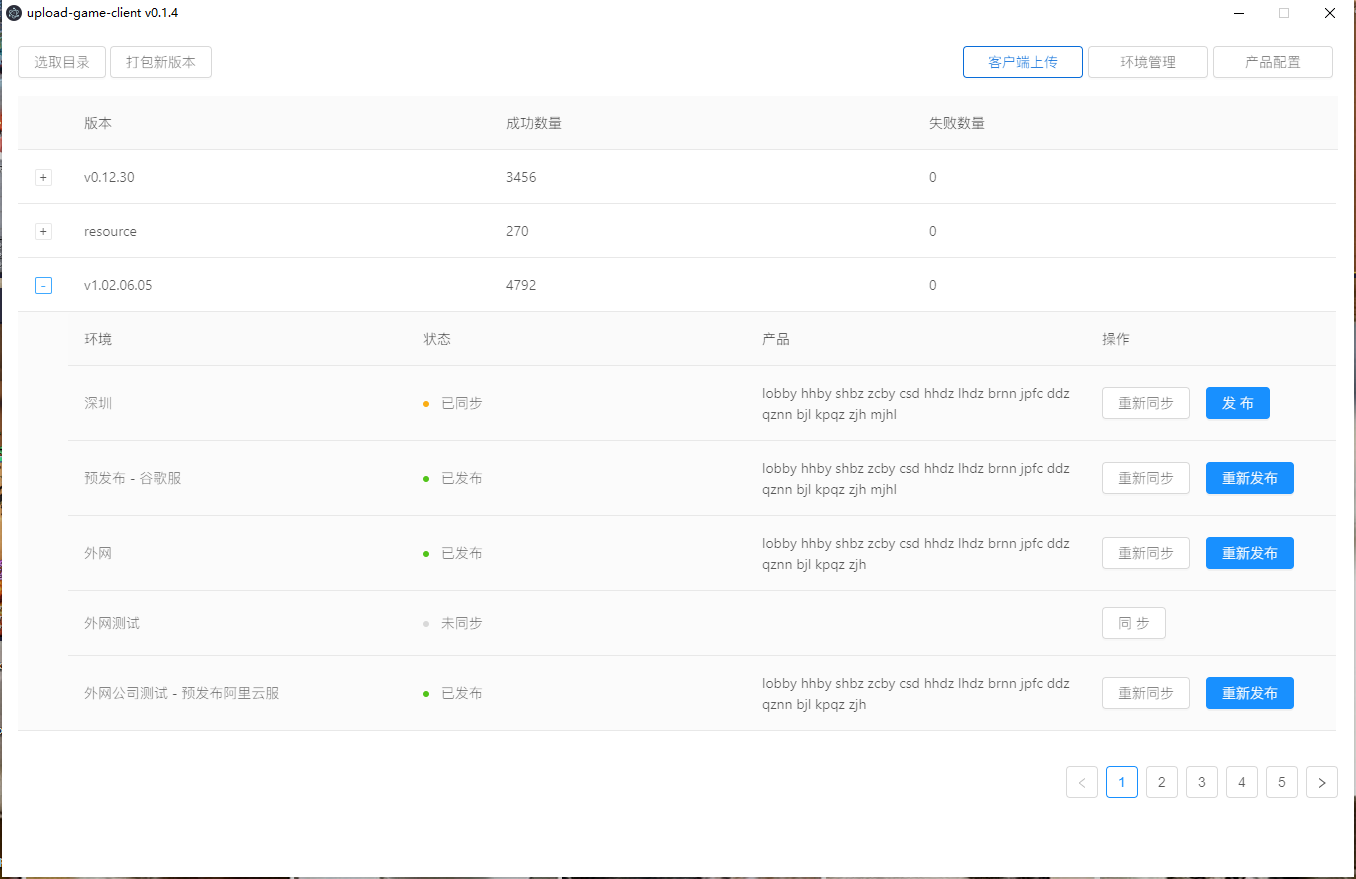 upload-game-client v0.1.4
选取目录 打包新版本 客户端上传 环境管理 产品配置
版本 成功数量 失败数量
+ v0.12.30 3456 0
+ resource 270 0
- v1.02.06.05 4792 0
环境 状态 产品 操作
深圳 已同步 lobby hhby shbz zcby csd hhdz lhdz brnn jpfc ddz 重新同步 发 布
qznn bjl kpqz zjh mjhl
预发布 - 谷歌服 已发布 lobby hhby shbz zcby csd hhdz lhdz brnn jpfc ddz 重新同步 重新发布
qznn bjl kpqz zjh mjhl
外网 已发布 lobby hhby shbz zcby csd hhdz lhdz brnn jpfc ddz 重新同步 重新发布
qznn bjl kpqz zjh
外网测试 未同步 同 步
外网公司测试 - 预发布阿里云服 已发布 lobby hhby shbz zcby csd hhdz lhdz brnn jpfc ddz 重新同步 重新发布
qznn bjl kpqz zjh
< 1 2 3 4 5 >